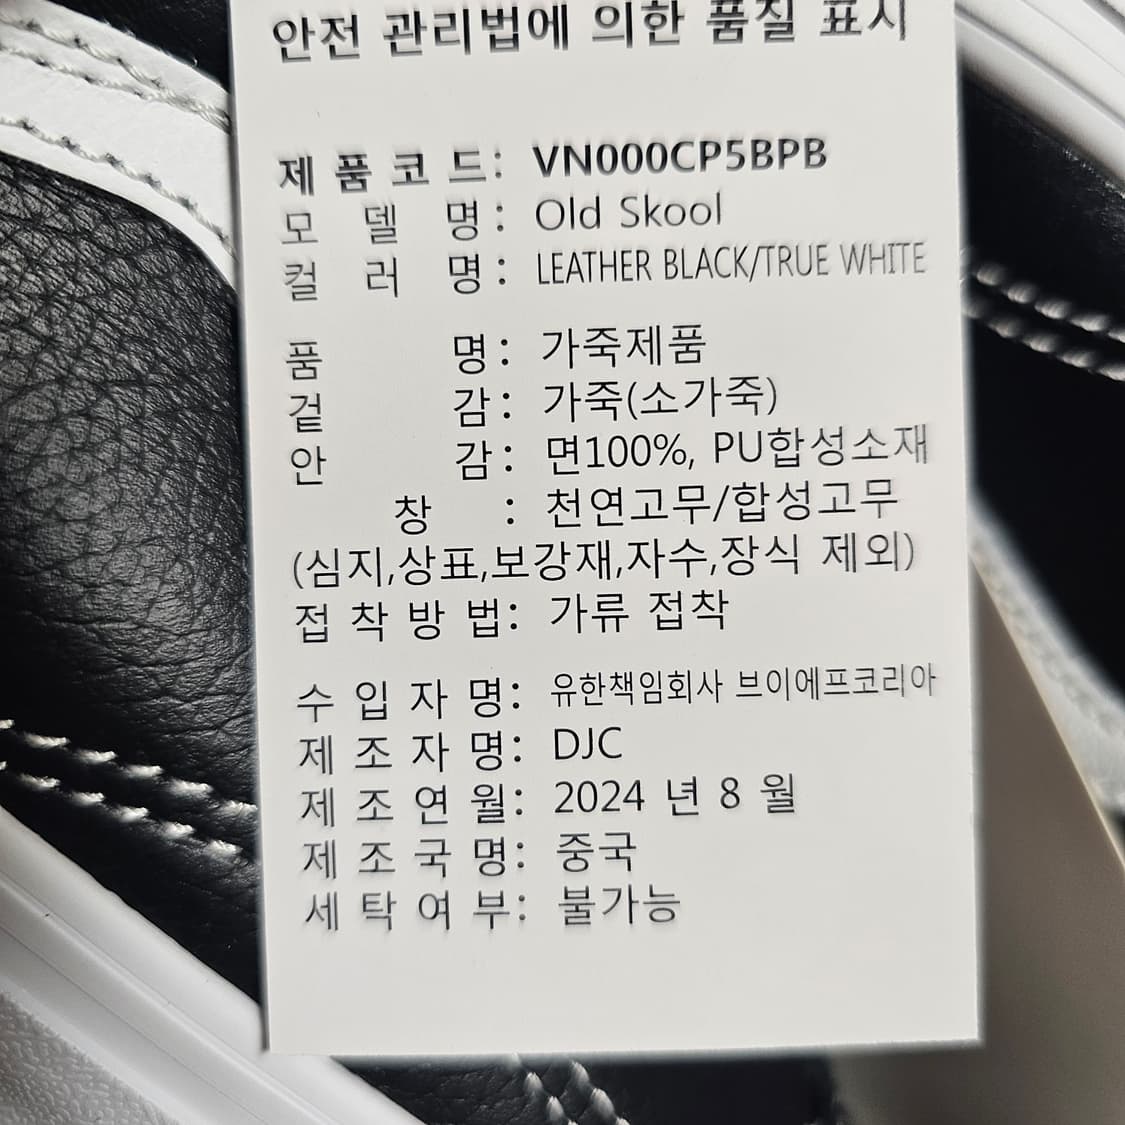 안전 관리법에 의한 품질 표시
제품코드: VN000CP5BPB
모델명: Old Skool
컬러명: LEATHER BLACK/TRUE WHITE
품명: 가죽제품
겉감: 가죽(소가죽)
안감: 면100%, PU합성소재
창: 천연고무/합성고무
(심지,상표,보강재,자수,장식 제외)
접착방법: 가류 접착
수입자명: 유한책임회사 브이에프코리아
제조자명: DJC
제조연월: 2024 년 8 월
제조국명: 중국
세탁여부: 불가능